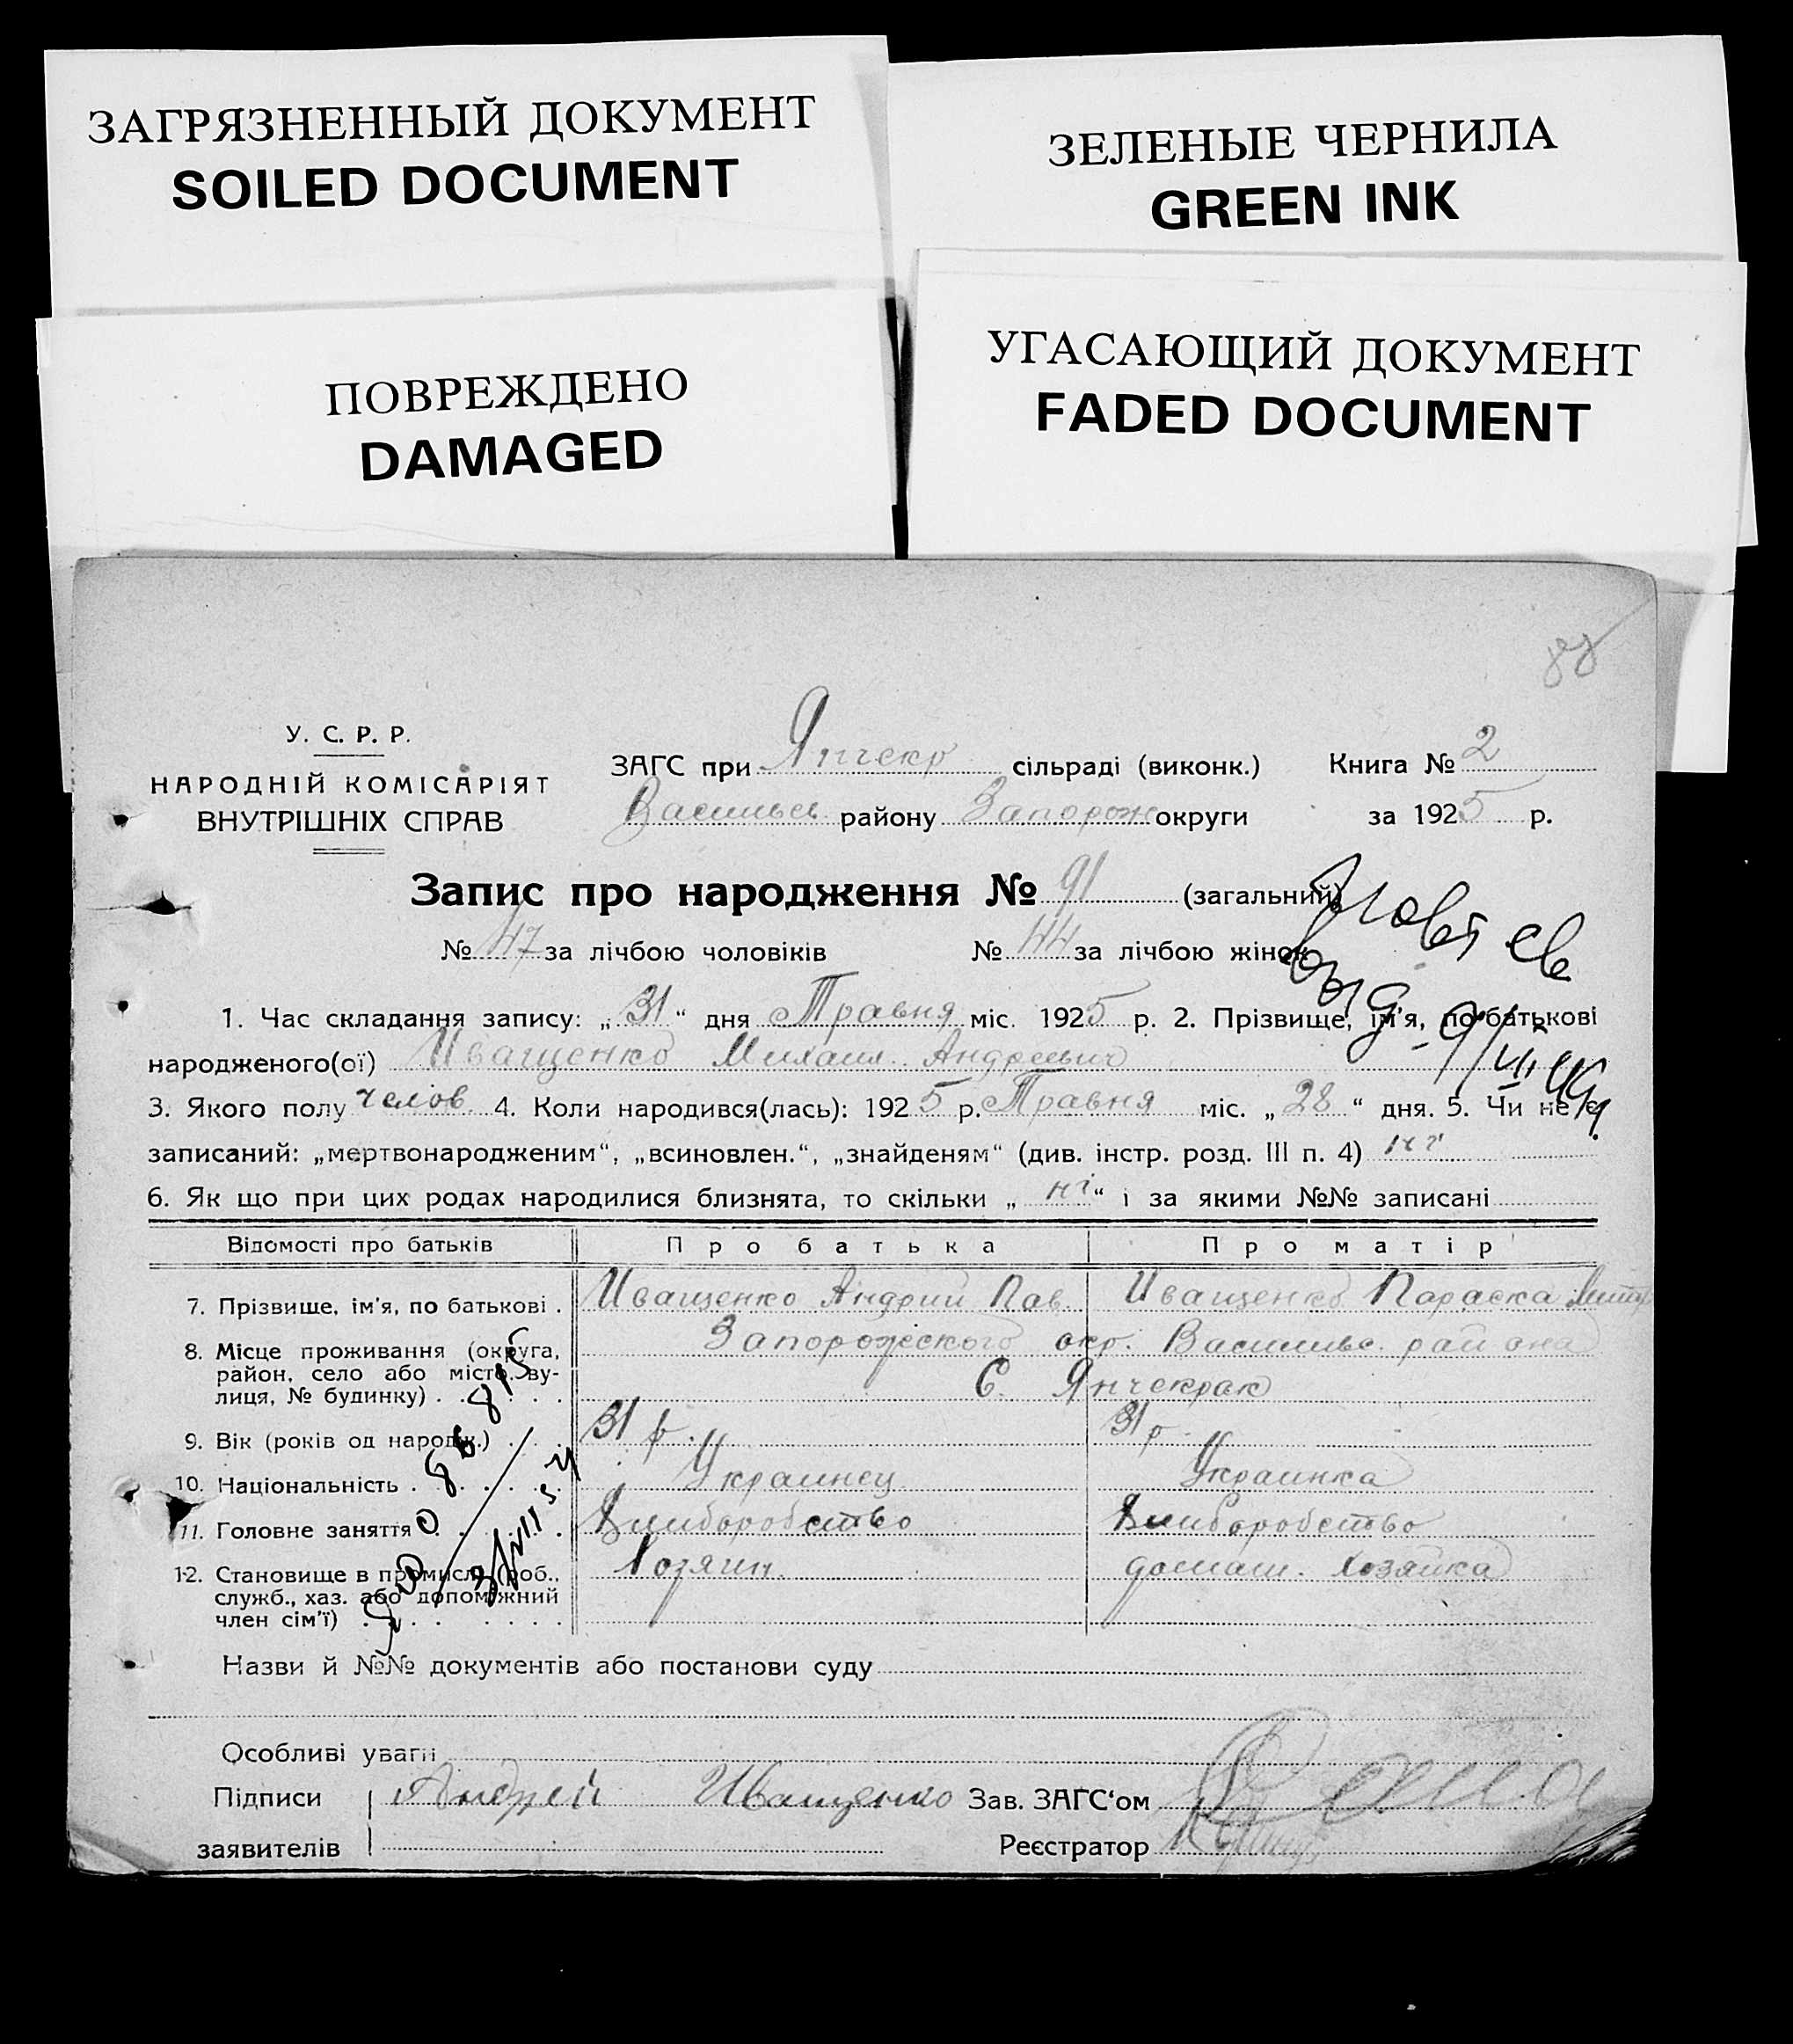 ЗАГРЯЗНЕННЫЙ ДОКУМЕНТ
SOILED DOCUMENT
ЗЕЛЕНЫЕ ЧЕРНИЛА
GREEN INK
ПОВРЕЖДЕНО
DAMAGED
УГАСАЮЩИЙ ДОКУМЕНТ
FADED DOCUMENT
88
У. С. Р. Р.
НАРОДНІЙ КОМІСАРІЯТ
ВНУТРІШНІХ СПРАВ
ЗАГС при Янчекр сільраді (виконк.) Книга № 2
Васильев району Запорож округи за 1925 р.
Запис про народження № 91 (загальний)
№ 47 за лічбою чоловіків № 44 за лічбою жінок
1. Час складання запису: „31“ дня Травня міс. 1925 р. 2. Прізвище, ім'я, по батькові
народженого(ої) Иващенко Михаил Андреевич
3. Якого полу челов. 4. Коли народився(лась): 1925 р. Травня міс. „28“ дня. 5. Чи не є
записаний: „мертвонародженим“, „всиновлен.“, „знайденям“ (див. інстр. розд. III п. 4) ні
6. Як що при цих родах народилися близнята, то скільки „ні“ і за якими №№ записані
Відомості про батьків Про батька Про матір
7. Прізвище, ім'я, по батькові . Иващенко Андрий Пав. Иващенко Параска
8. Місце проживання (округа, Запорожского окр. Васильев. района
район, село або місто, ву-
лиця, № будинку) . . . . . С. Янчекрак
9. Вік (років од народж.) . . . 31 р. 31 р.
10. Національність . . . . . . Украинец Украинка
11. Головне заняття . . . . . Хлиборобство Хлиборобство
12. Становище в промислі (роб., Хозяин. домаш. хозяйка
служб., хаз. або допоміжний
член сім'ї) . . . . . . . .
Назви й №№ документів або постанови суду
Особливі уваги
Підписи Андрей Иващенко Зав. ЗАГС'ом
заявителів Реєстратор